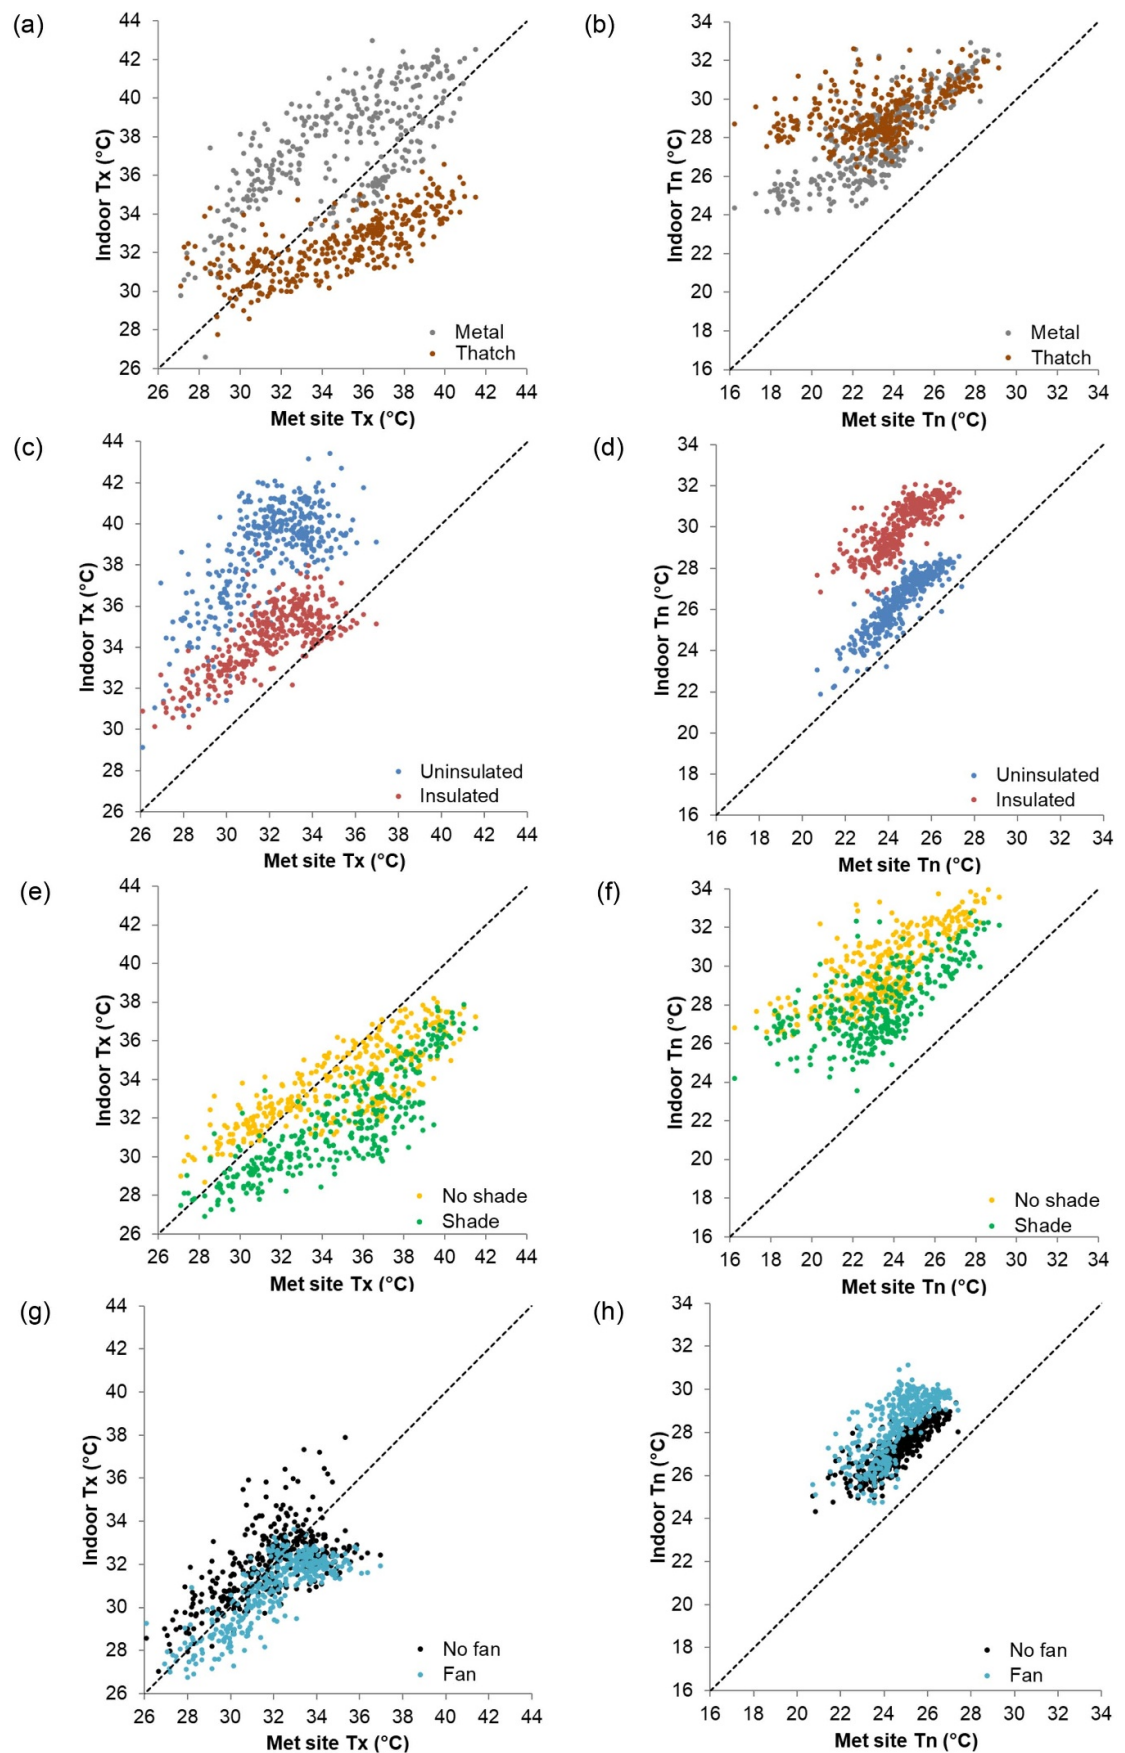 (a)
44
42
40
38
36
34
32
30
28
26
Indoor Tx (°C)
Metal
Thatch
26 28 30 32 34 36 38 40 42 44
Met site Tx (°C)
(b)
34
32
30
28
26
24
22
20
18
16
Indoor Tn (°C)
Metal
Thatch
16 18 20 22 24 26 28 30 32 34
Met site Tn (°C)
(c)
44
42
40
38
36
34
32
30
28
26
Indoor Tx (°C)
Uninsulated
Insulated
26 28 30 32 34 36 38 40 42 44
Met site Tx (°C)
(d)
34
32
30
28
26
24
22
20
18
16
Indoor Tn (°C)
Uninsulated
Insulated
16 18 20 22 24 26 28 30 32 34
Met site Tn (°C)
(e)
44
42
40
38
36
34
32
30
28
26
Indoor Tx (°C)
No shade
Shade
26 28 30 32 34 36 38 40 42 44
Met site Tx (°C)
(f)
34
32
30
28
26
24
22
20
18
16
Indoor Tn (°C)
No shade
Shade
16 18 20 22 24 26 28 30 32 34
Met site Tn (°C)
(g)
44
42
40
38
36
34
32
30
28
26
Indoor Tx (°C)
No fan
Fan
26 28 30 32 34 36 38 40 42 44
Met site Tx (°C)
(h)
34
32
30
28
26
24
22
20
18
16
Indoor Tn (°C)
No fan
Fan
16 18 20 22 24 26 28 30 32 34
Met site Tn (°C)